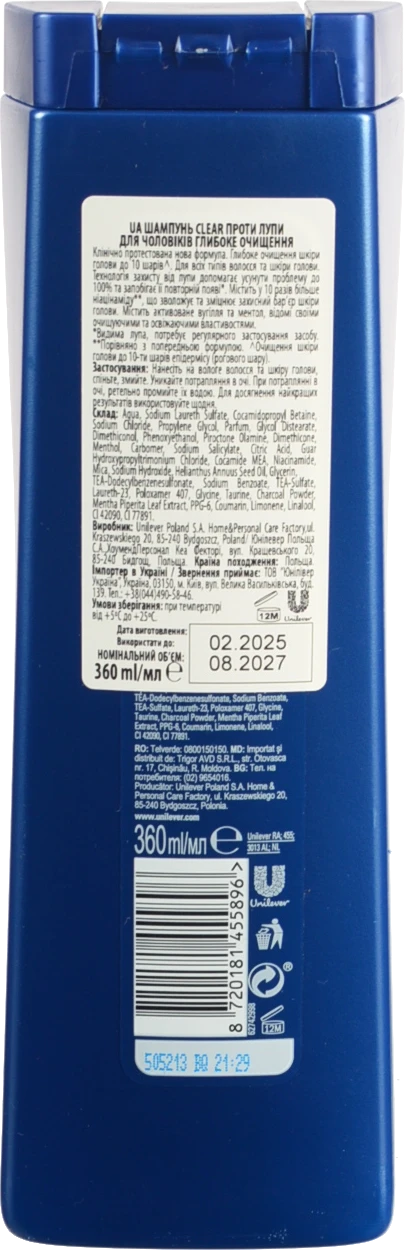 UA ШАМПУНЬ CLEAR ПРОТИ ЛУПИ
ДЛЯ ЧОЛОВІКІВ ГЛИБОКЕ ОЧИЩЕННЯ
Клінічно протестована нова формула. Глибоке очищення шкіри
голови до 10 шарів^. Для всіх типів волосся та шкіри голови.
Технологія захисту від лупи допомагає усунути проблему до
100% та запобігає її повторній появі*. Містить у 10 разів більше
ніацінаміду**, що зволожує та зміцнює захисний бар'єр шкіри
голови. Містить активоване вугілля та ментол, відомі своїми
очищуючими та освіжаючими властивостями.
*Видима лупа, потребує регулярного застосування засобу.
**Порівняно з попередньою формулою. ^Очищення шкіри
голови до 10-ти шарів епідермісу (рогового шару).
Застосування: Нанесіть на вологе волосся та шкіру голови,
спіньте, змийте. Уникайте потрапляння в очі. При потраплянні в
очі, ретельно промийте їх водою. Для досягнення найкращих
результатів використовуйте щодня.
Склад: Aqua, Sodium Laureth Sulfate, Cocamidopropyl Betaine,
Sodium Chloride, Propylene Glycol, Parfum, Glycol Distearate,
Dimethiconol, Phenoxyethanol, Piroctone Olamine, Dimethicone,
Menthol, Carbomer, Sodium Salicylate, Citric Acid, Guar
Hydroxypropyltrimonium Chloride, Cocamide MEA, Niacinamide,
Mica, Sodium Hydroxide, Helianthus Annuus Seed Oil, Glycerin,
TEA-Dodecylbenzenesulfonate, Sodium Benzoate, TEA-Sulfate,
Laureth-23, Poloxamer 407, Glycine, Taurine, Charcoal Powder,
Mentha Piperita Leaf Extract, PPG-6, Coumarin, Limonene, Linalool,
CI 42090, CI 77891.
Виробник: Unilever Poland S.A. Home&Personal Care Factory,ul.
Kraszewskiego 20, 85-240 Bydgoszcz, Poland/ Юнілевер Польща
С.А.,ХоумендПерсонал Кеа Фекторі, вул. Крашевського 20,
85-240 Бидгощ, Польща. Країна походження: Польща.
Імпортер в Україні / Звернення приймає: ТОВ "Юнілівер
Україна", Україна, 03150, м. Київ, вул. Велика Васильківська, буд.
139. Тел.: +38(044)490-58-46.
Умови зберігання: при температурі
від +5°C до +25°C.
12M
Unilever
Дата виготовлення:
Використати до:
02.2025
08.2027
НОМІНАЛЬНИЙ ОБ'ЄМ:
360 ml/мл e
TEA-Dodecylbenzenesulfonate, Sodium Benzoate,
TEA-Sulfate, Laureth-23, Poloxamer 407, Glycine,
Taurine, Charcoal Powder, Mentha Piperita Leaf
Extract, PPG-6, Coumarin, Limonene, Linalool,
CI 42090, CI 77891.
RO: Telverde: 0800150150. MD: Importat și
distribuit de: Trigor AVD S.R.L., str. Otovasca
nr. 17, Chișinău, R. Moldova. BG: Тел. на
потребителя: (02) 9654016.
Producător: Unilever Poland S.A. Home &
Personal Care Factory, ul. Kraszewskiego 20,
85-240 Bydgoszcz, Polonia.
www.unilever.com
360ml/мл e Unilever RA; 455;
3013 AL; NL
8 720181 455896 >
Unilever
®
62742998
12M
505213 BQ 21:29